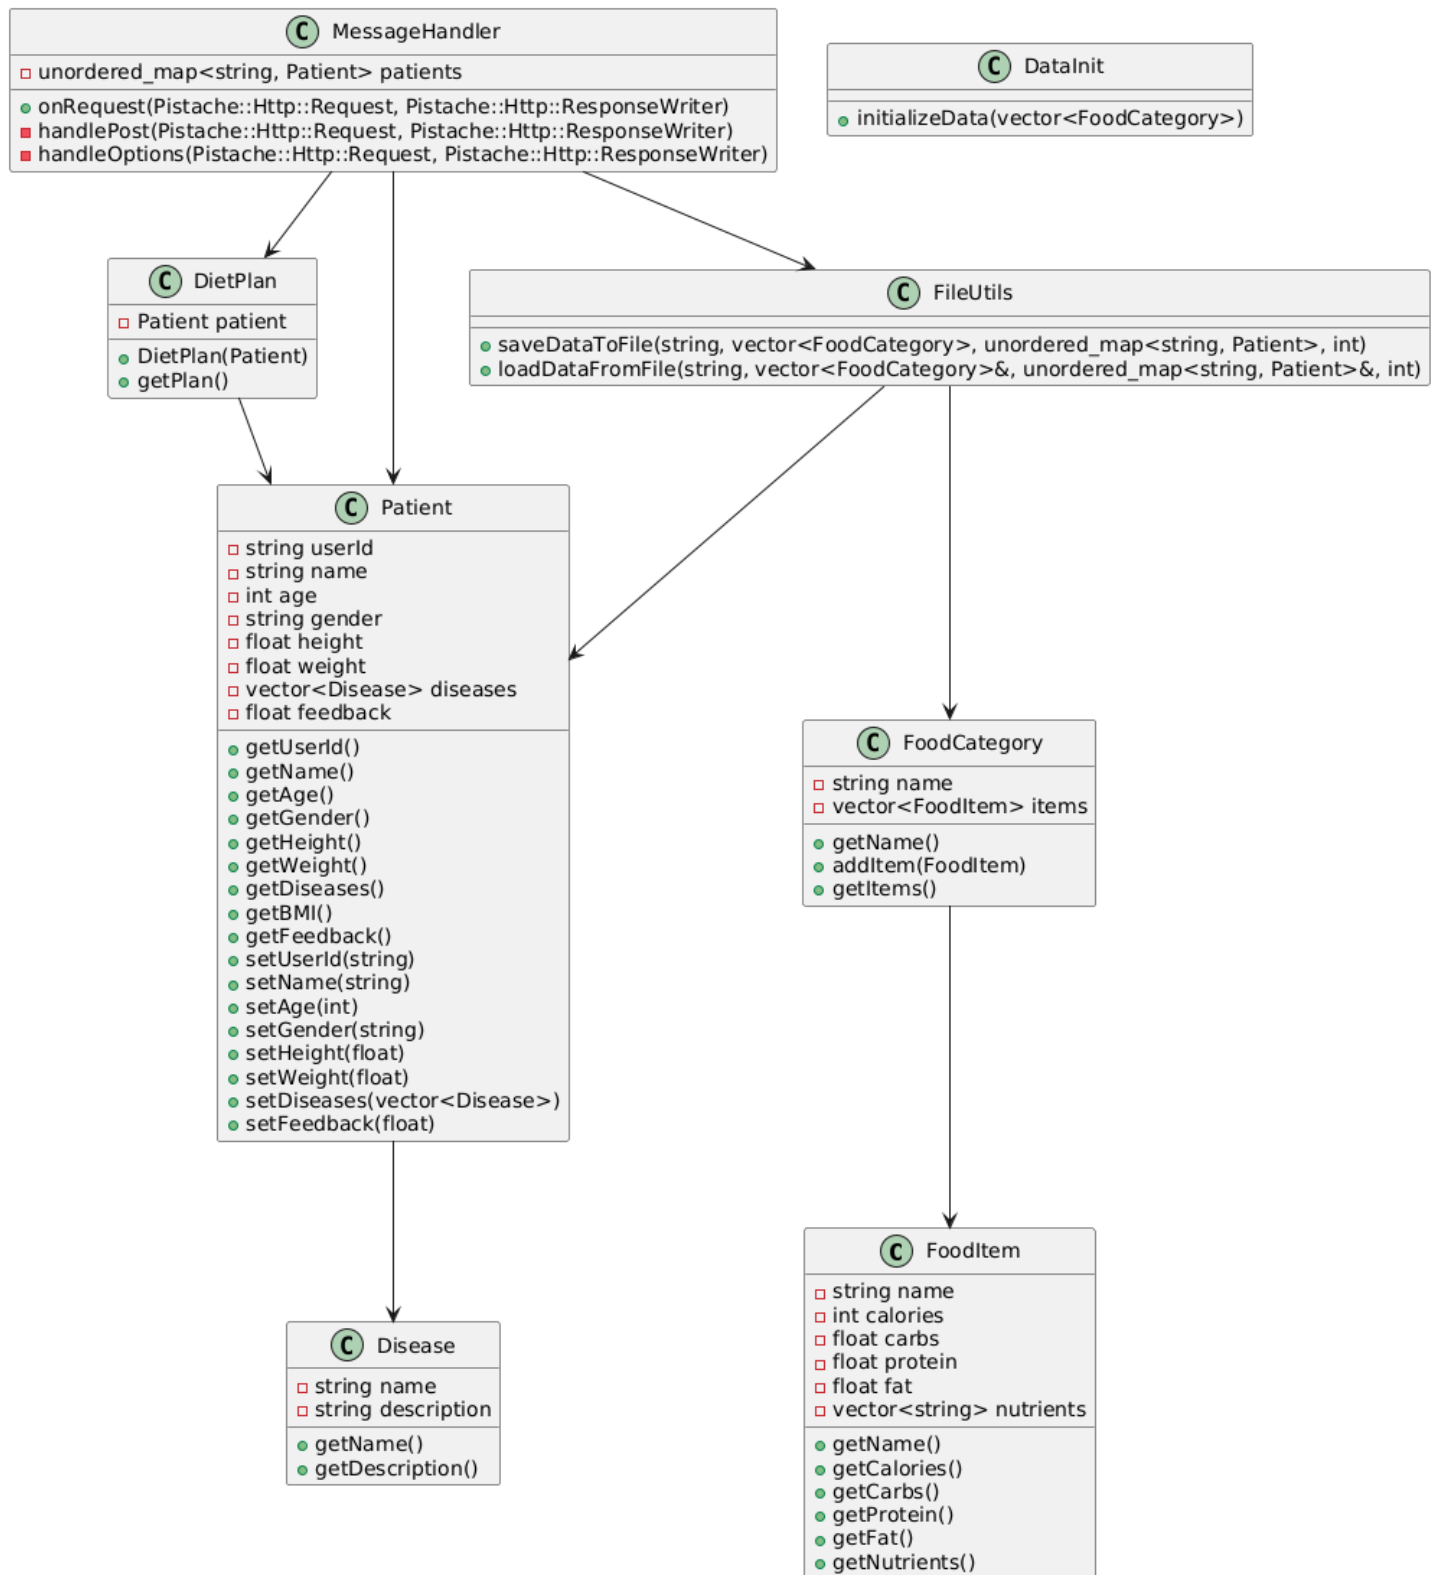 C MessageHandler
unordered_map<string, Patient> patients
onRequest(Pistache::Http::Request, Pistache::Http::ResponseWriter)
handlePost(Pistache::Http::Request, Pistache::Http::ResponseWriter)
handleOptions(Pistache::Http::Request, Pistache::Http::ResponseWriter)
C DataInit
initializeData(vector<FoodCategory>)
C DietPlan
Patient patient
DietPlan(Patient)
getPlan()
C FileUtils
saveDataToFile(string, vector<FoodCategory>, unordered_map<string, Patient>, int)
loadDataFromFile(string, vector<FoodCategory>&, unordered_map<string, Patient>&, int)
C Patient
string userId
string name
int age
string gender
float height
float weight
vector<Disease> diseases
float feedback
getUserId()
getName()
getAge()
getGender()
getHeight()
getWeight()
getDiseases()
getBMI()
getFeedback()
setUserId(string)
setName(string)
setAge(int)
setGender(string)
setHeight(float)
setWeight(float)
setDiseases(vector<Disease>)
setFeedback(float)
C FoodCategory
string name
vector<FoodItem> items
getName()
addItem(FoodItem)
getItems()
C Disease
string name
string description
getName()
getDescription()
C FoodItem
string name
int calories
float carbs
float protein
float fat
vector<string> nutrients
getName()
getCalories()
getCarbs()
getProtein()
getFat()
getNutrients()